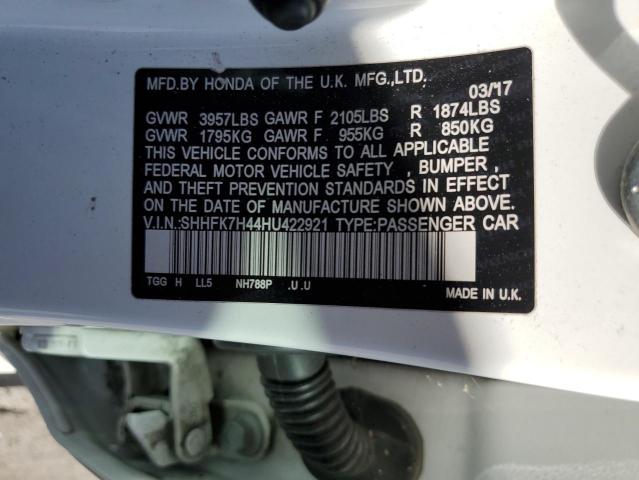 MFD.BY HONDA OF THE U.K. MFG.,LTD. 03/17
GVWR 3957LBS GAWR F 2105LBS R 1874LBS
GVWR 1795KG GAWR F 955KG R 850KG
THIS VEHICLE CONFORMS TO ALL APPLICABLE
FEDERAL MOTOR VEHICLE SAFETY , BUMPER ,
AND THEFT PREVENTION STANDARDS IN EFFECT
ON THE DATE OF MANUFACTURE SHOWN ABOVE.
V.I.N.:SHHFK7H44HU422921 TYPE:PASSENGER CAR
TGG H LL5 NH788P .U .U
MADE IN U.K.